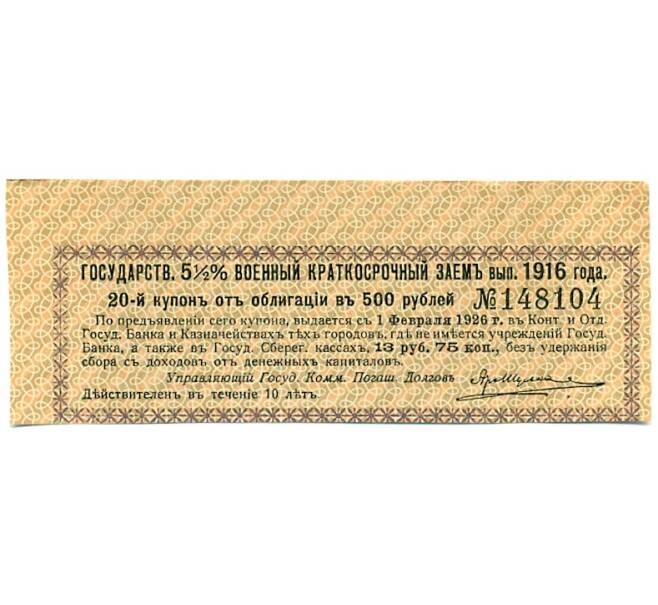 ГОСУДАРСТВ. 5½% ВОЕННЫЙ КРАТКОСРОЧНЫЙ ЗАЕМЪ вып. 1916 года.
20-й купонъ отъ облигаціи въ 500 рублей №148104
По предъявленіи сего купона, выдается съ 1 Февраля 1926 г. въ Конт. и Отд.
Госуд. Банка и Казначействахъ тѣхъ городовъ, гдѣ не имѣется учрежденій Госуд.
Банка, а также въ Госуд. Сберег. кассахъ, 13 руб. 75 коп., безъ удержанія
сбора съ доходовъ отъ денежныхъ капиталовъ.
Управляющій Госуд. Комм. Погаш. Долговъ
Дѣйствителенъ въ теченіе 10 лѣтъ.